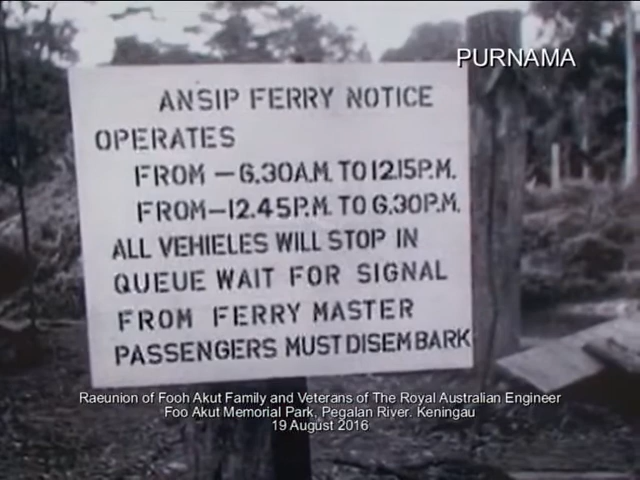 PURNAMA
ANSIP FERRY NOTICE
OPERATES
FROM – 6.30A.M. TO 12.15P.M.
FROM – 12.45P.M. TO 6.30P.M.
ALL VEHIELES WILL STOP IN
QUEUE WAIT FOR SIGNAL
FROM FERRY MASTER
PASSENGERS MUST DISEMBARK
Raeunion of Fooh Akut Family and Veterans of The Royal Australian Engineer
Foo Akut Memorial Park, Pegalan River. Keningau
19 August 2016